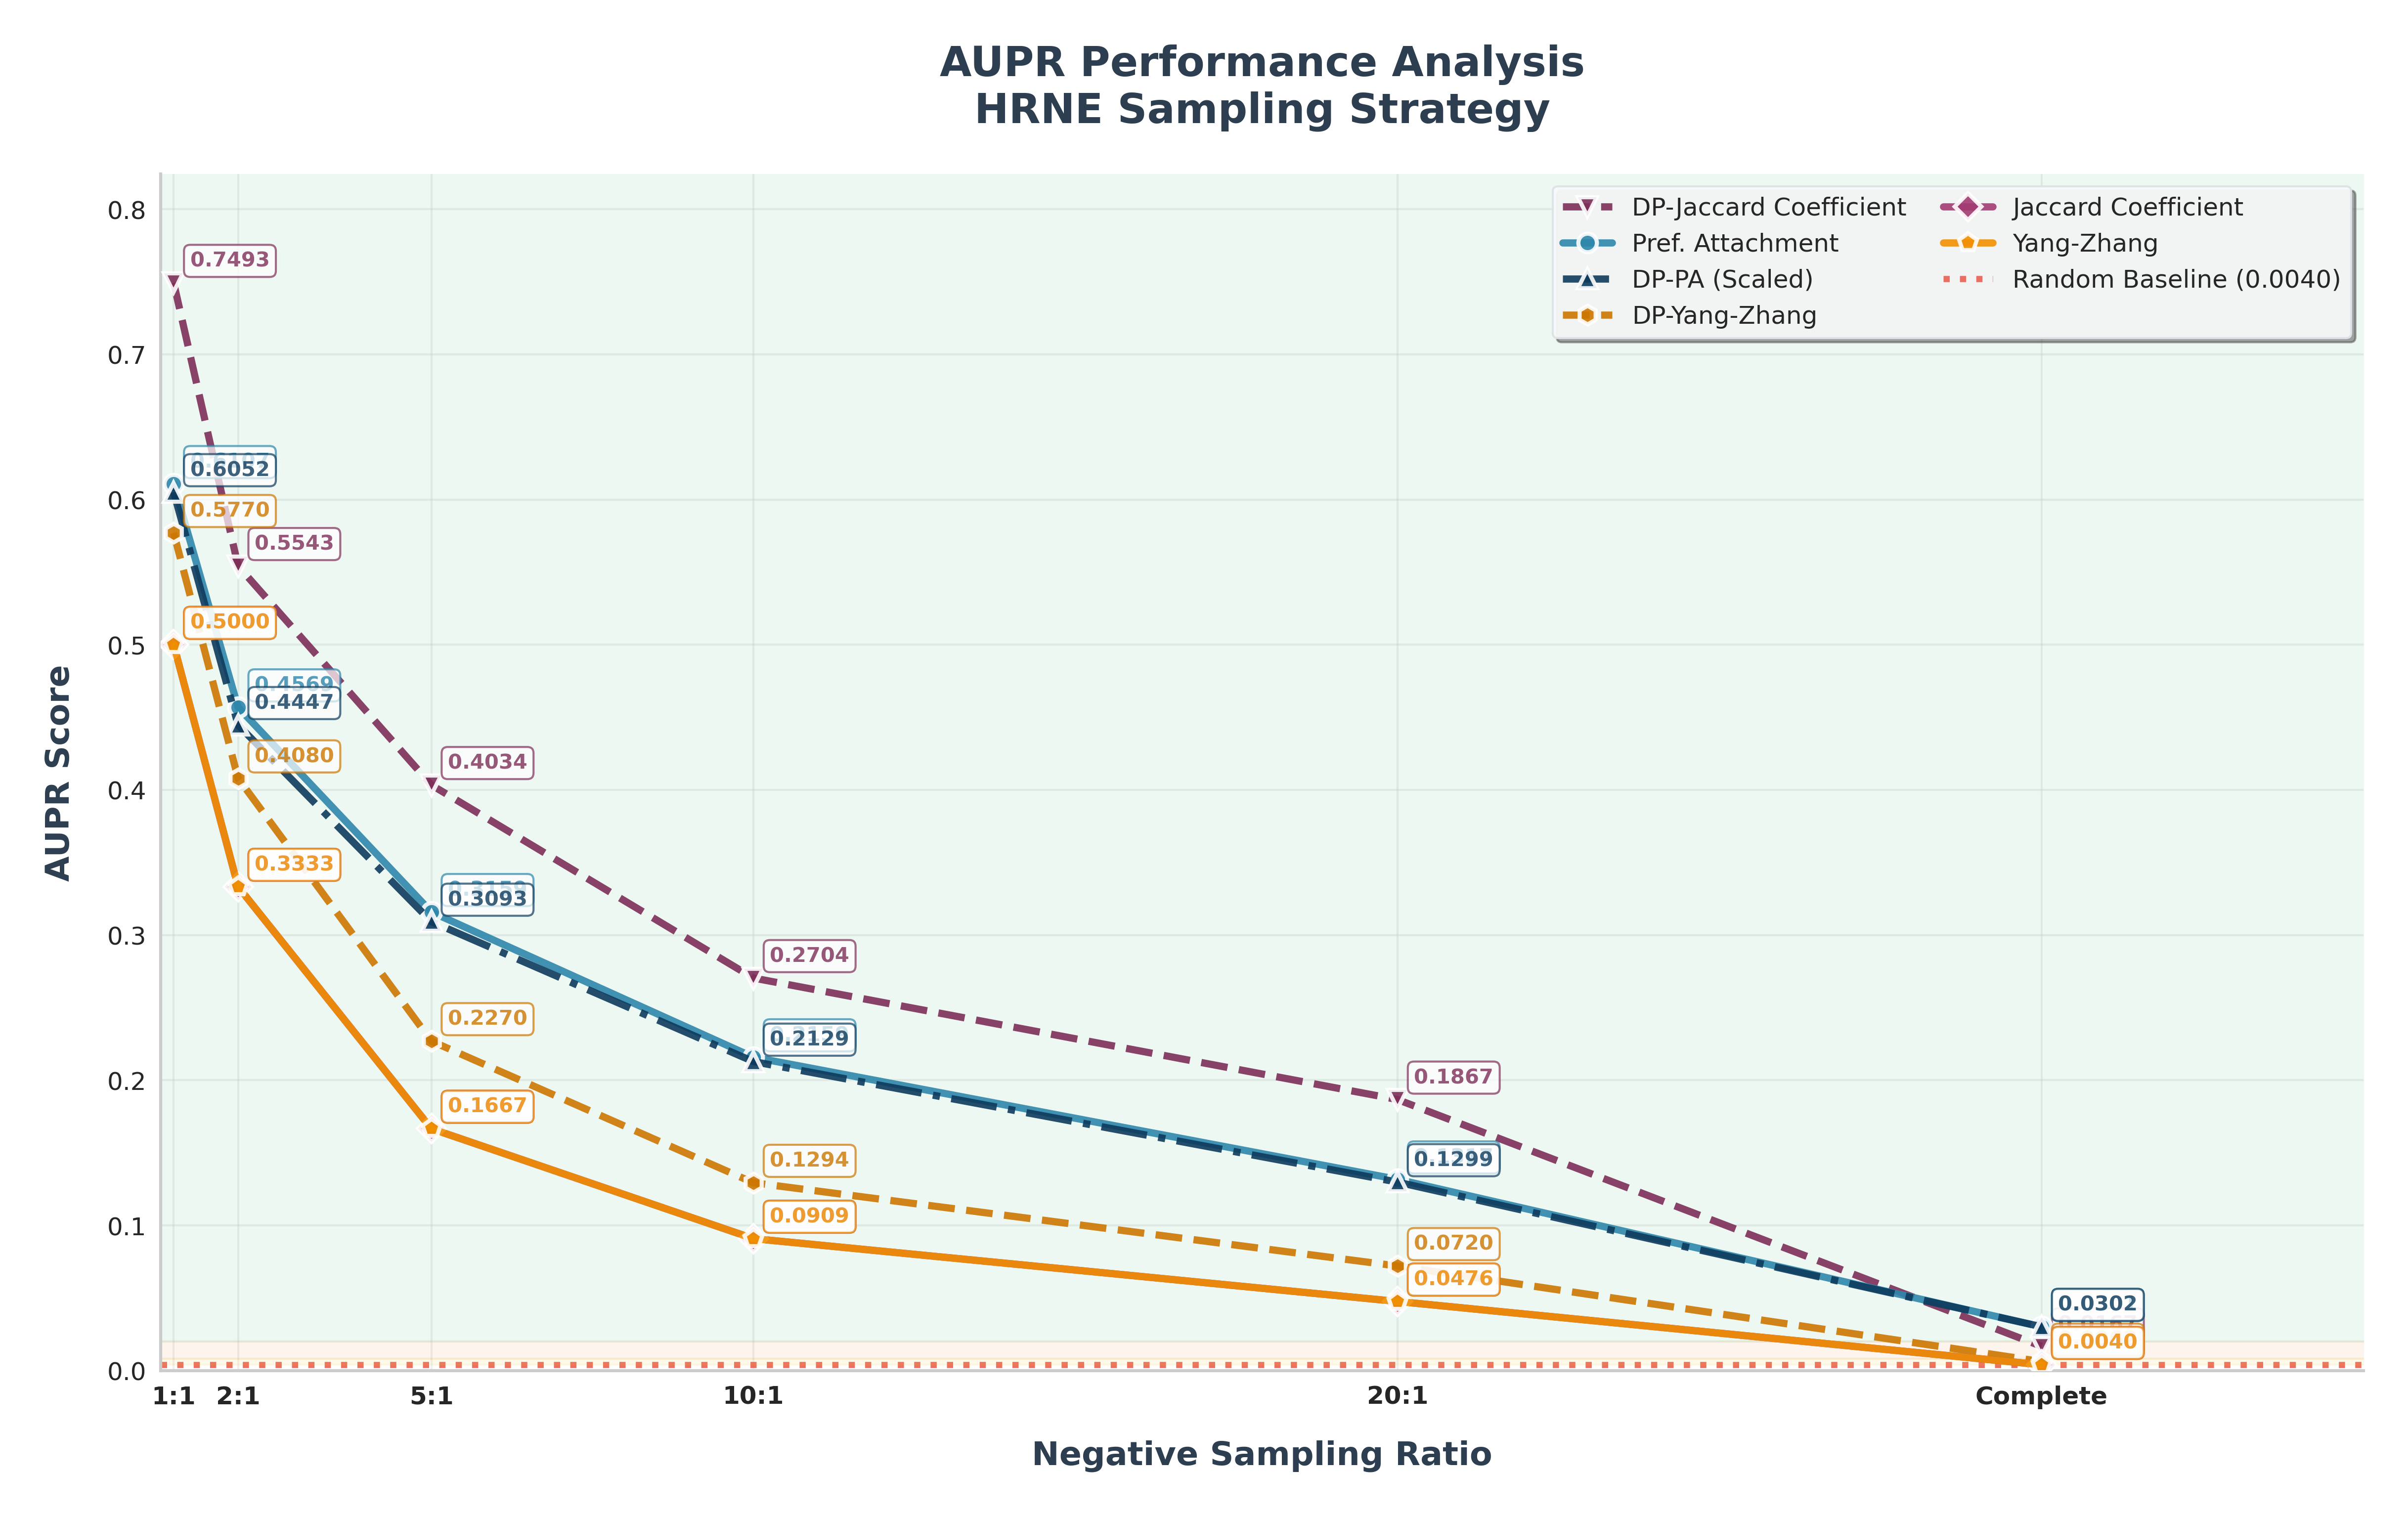 AUPR Performance Analysis
HRNE Sampling Strategy
DP-Jaccard Coefficient
Pref. Attachment
DP-PA (Scaled)
DP-Yang-Zhang
Jaccard Coefficient
Yang-Zhang
Random Baseline (0.0040)
AUPR Score
0.8
0.7
0.6
0.5
0.4
0.3
0.2
0.1
0.0
0.7493
0.6052
0.5770
0.5543
0.5000
0.4569
0.4447
0.4080
0.3333
0.4034
0.3093
0.2270
0.1667
0.2704
0.2129
0.1294
0.0909
0.1867
0.1299
0.0720
0.0476
0.0302
0.0040
1:1 2:1 5:1 10:1 20:1 Complete
Negative Sampling Ratio